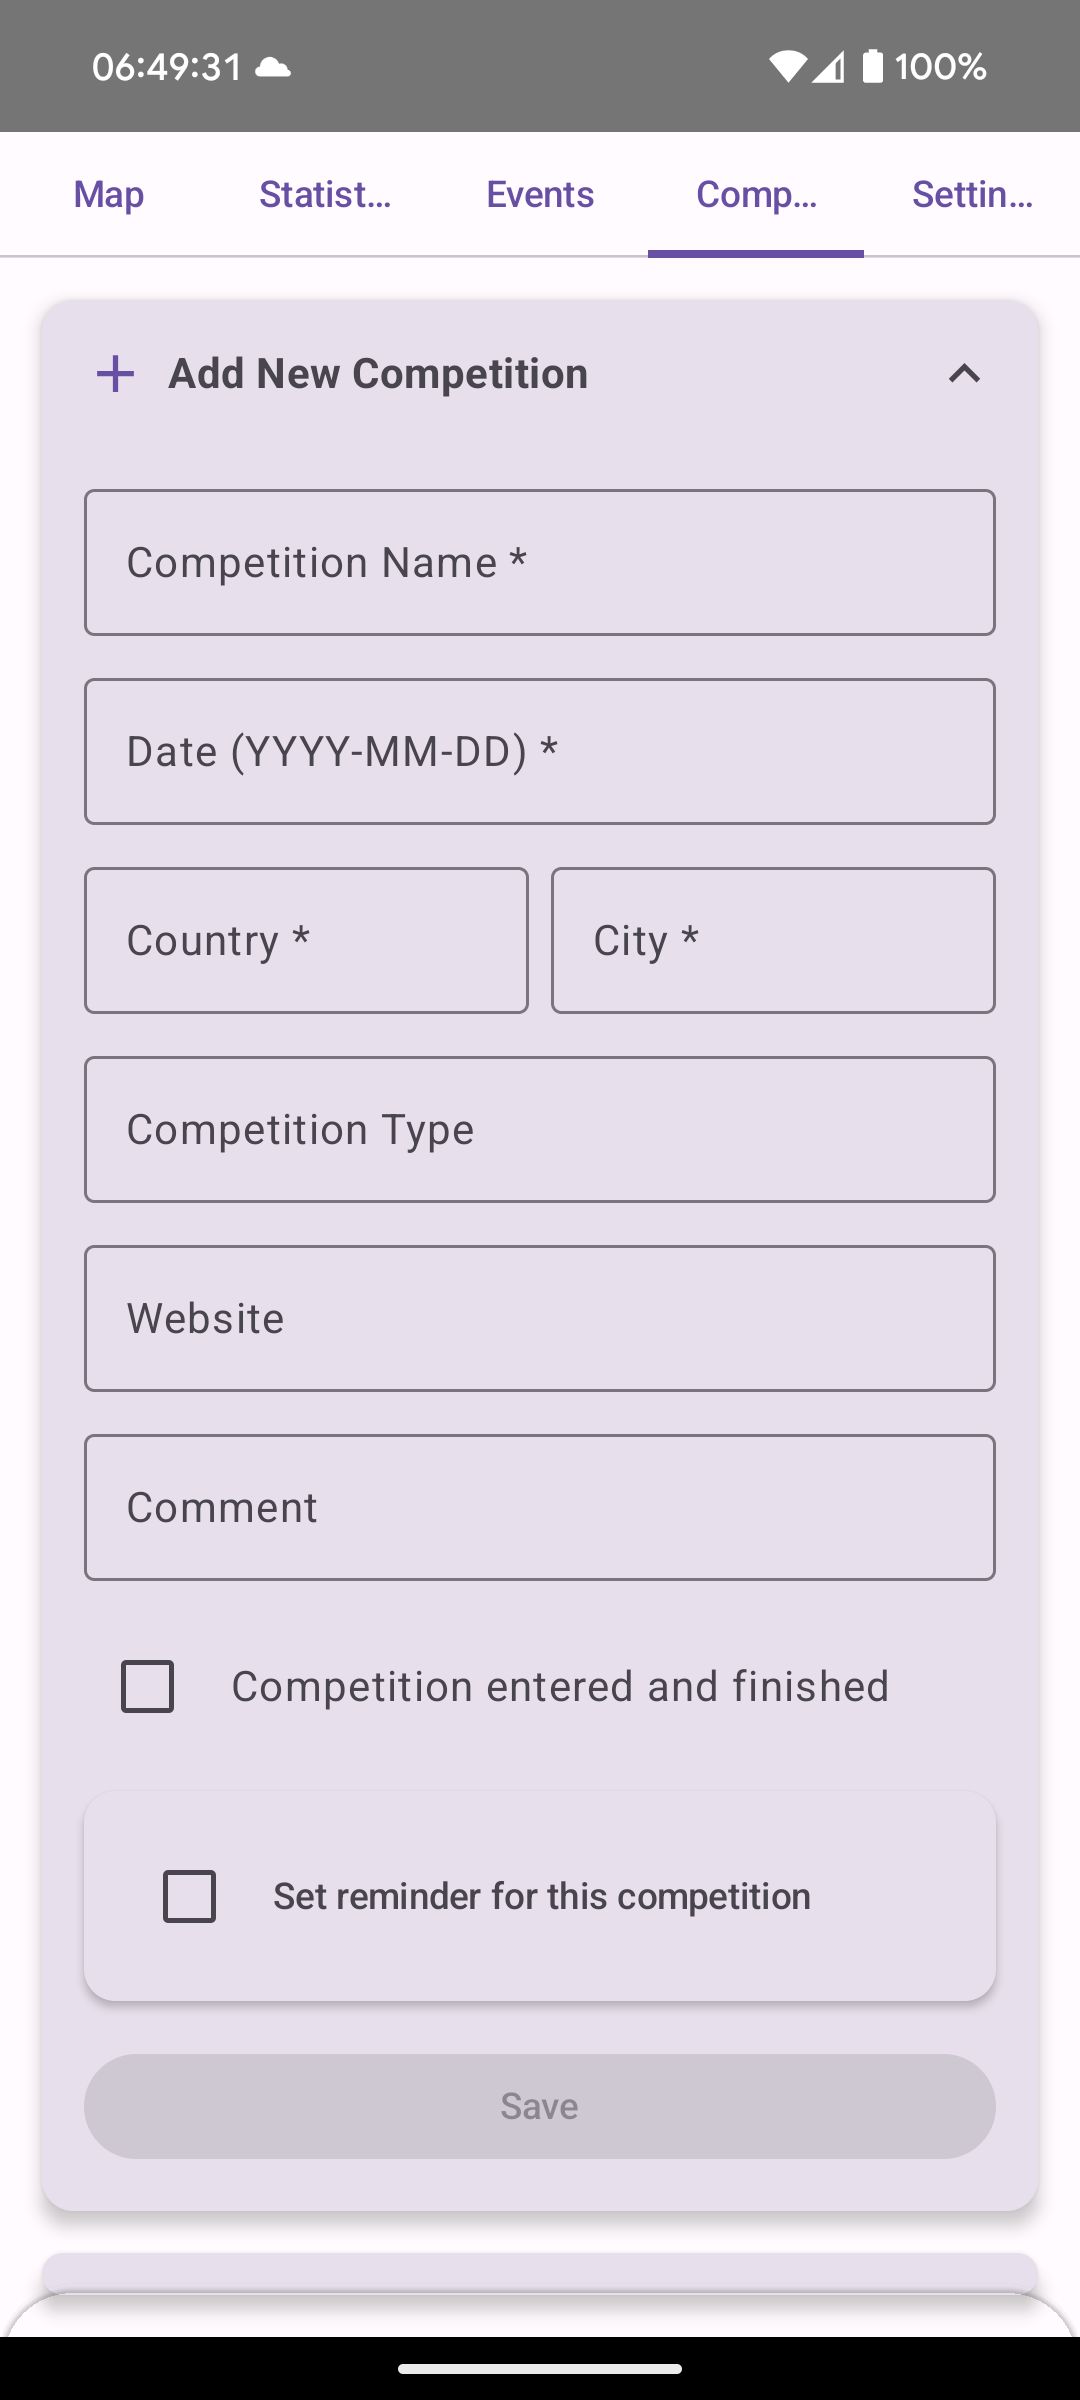 06:49:31 100%
Map Statist... Events Comp... Settin...
Add New Competition
Competition Name *
Date (YYYY-MM-DD) *
Country * City *
Competition Type
Website
Comment
Competition entered and finished
Set reminder for this competition
Save